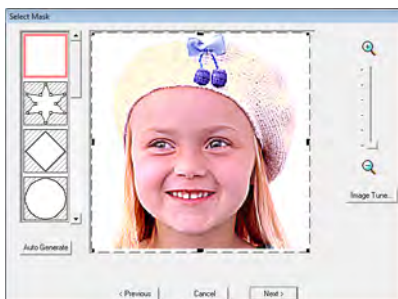 Select Mask
Image Tune...
Auto Generate
< Previous
Cancel
Next >